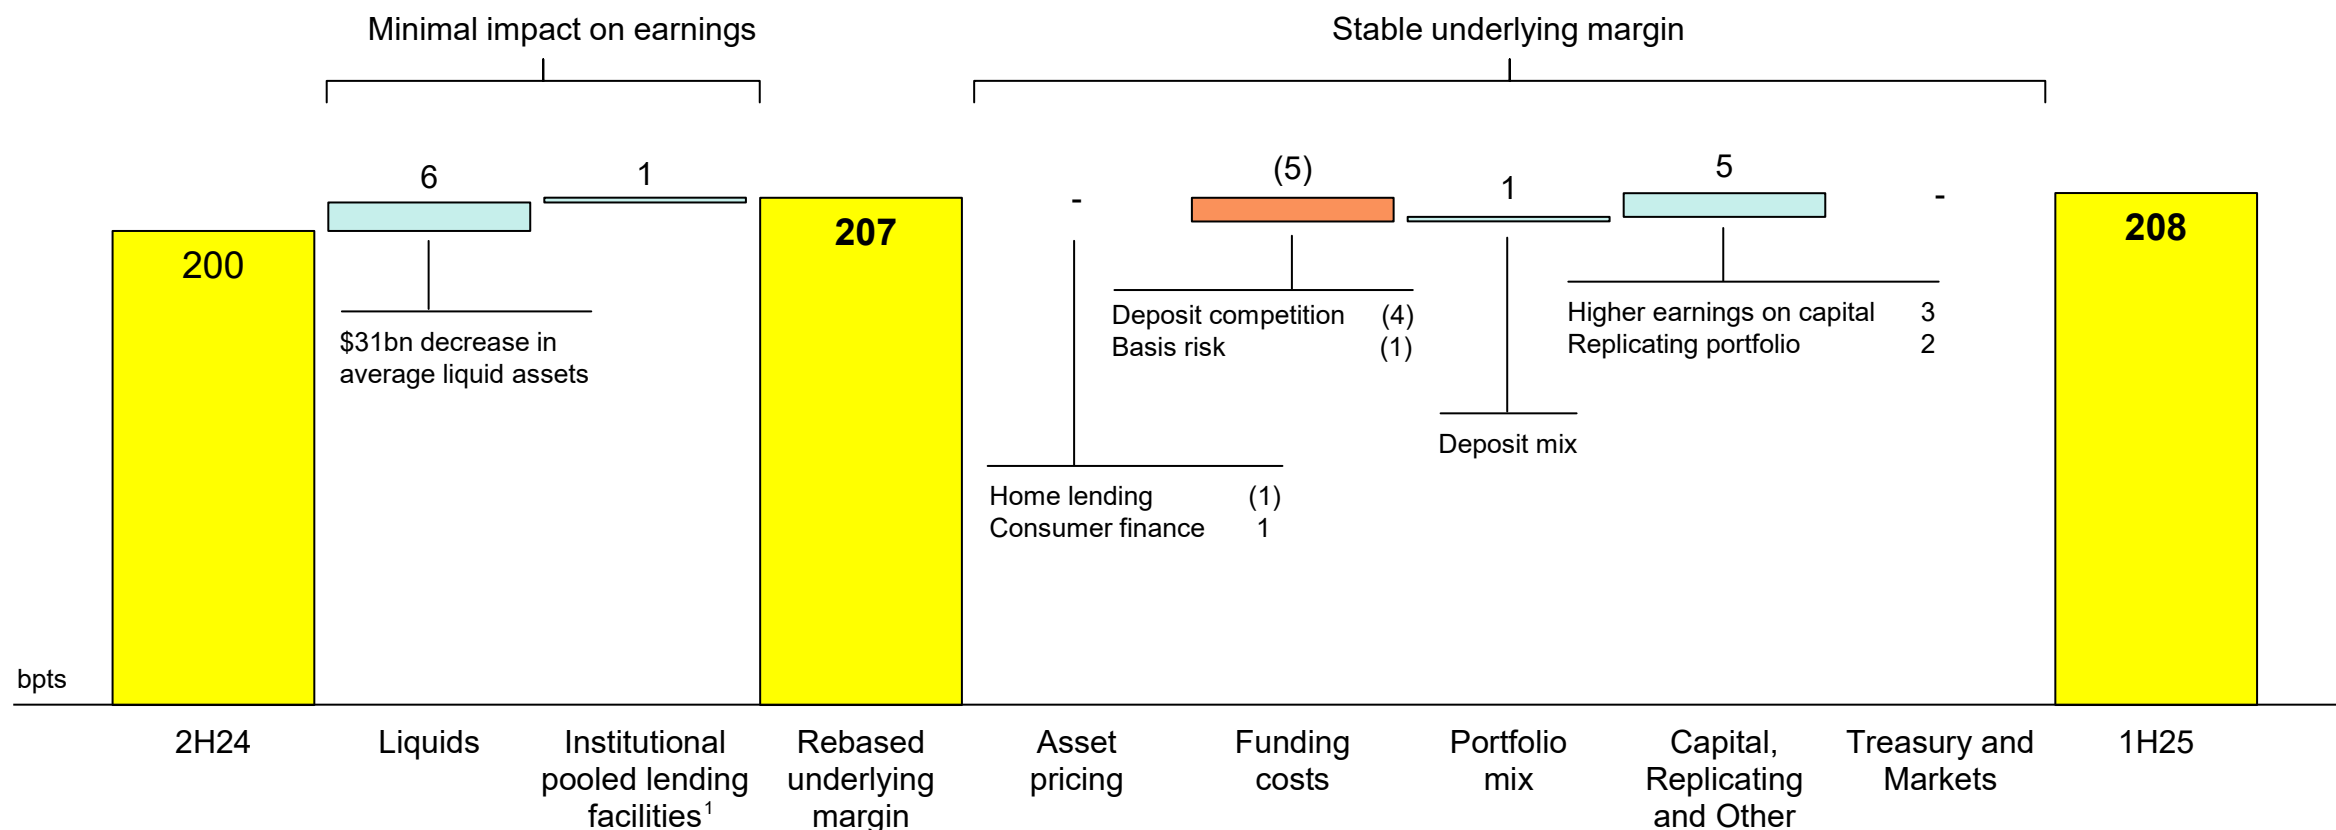 Minimal impact on earnings
Stable underlying margin
6
1
-
(5)
1
5
-
200
207
208
$31bn decrease in
average liquid assets
Deposit competition (4)
Basis risk (1)
Higher earnings on capital 3
Replicating portfolio 2
Deposit mix
Home lending (1)
Consumer finance 1
bpts
2H24
Liquids
Institutional
pooled lending
facilities¹
Rebased
underlying
margin
Asset
pricing
Funding
costs
Portfolio
mix
Capital,
Replicating
and Other
Treasury and
Markets
1H25